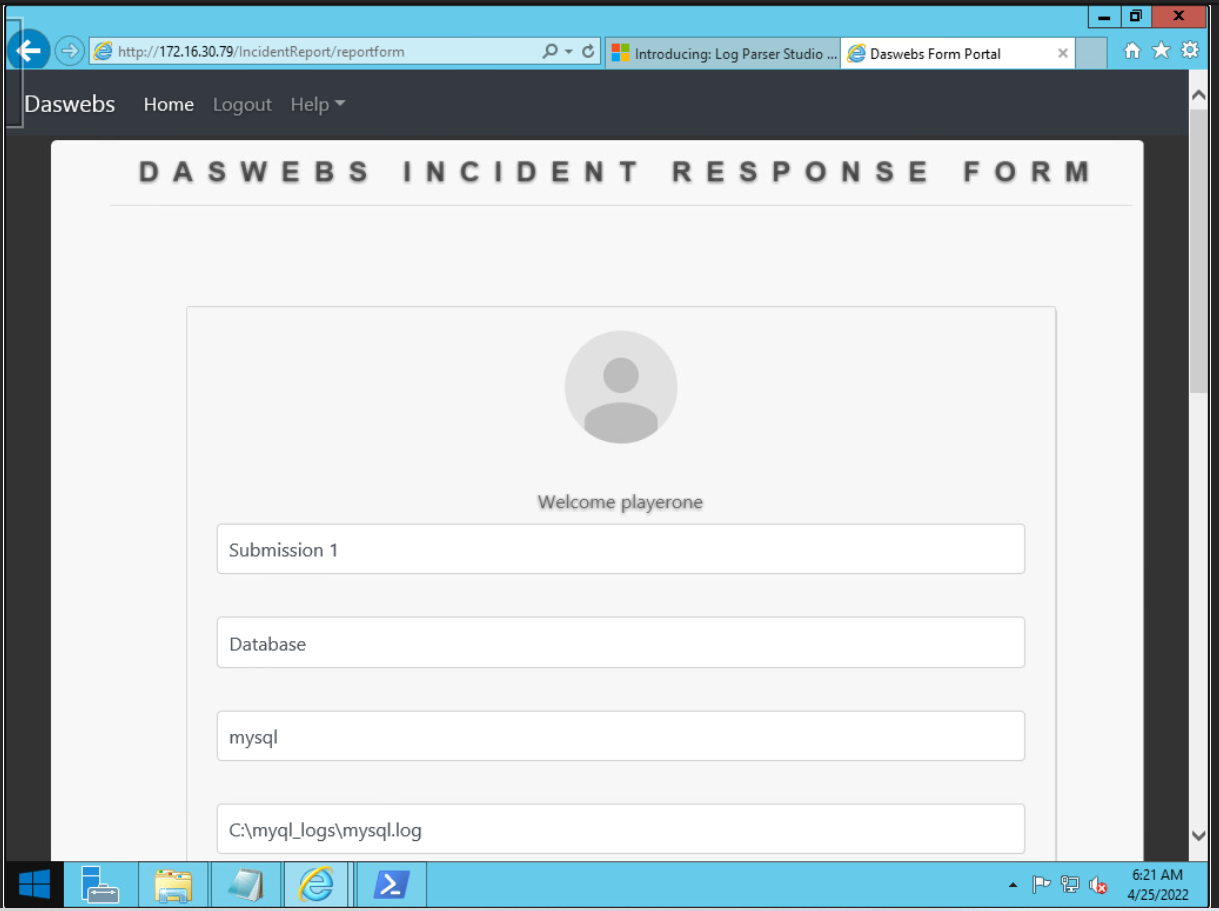 http://172.16.30.79/IncidentReport/reportform
Introducing: Log Parser Studio ...
Daswebs Form Portal
Daswebs Home Logout Help
DASWEBS INCIDENT RESPONSE FORM
Welcome playerone
Submission 1
Database
mysql
C:\myql_logs\mysql.log
6:21 AM
4/25/2022